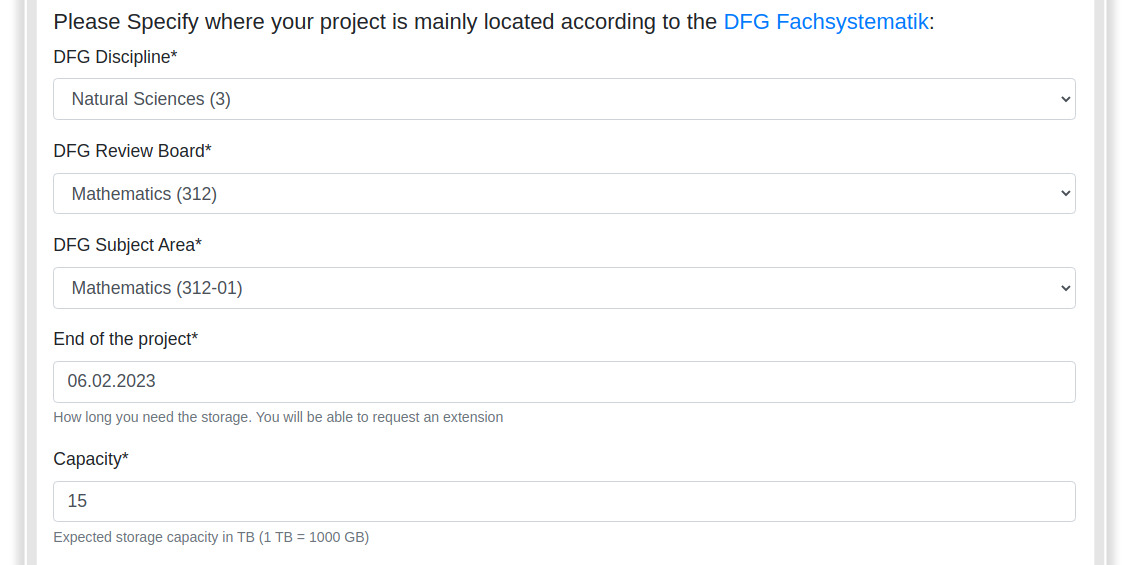 Please Specify where your project is mainly located according to the DFG Fachsystematik:
DFG Discipline*
Natural Sciences (3)
DFG Review Board*
Mathematics (312)
DFG Subject Area*
Mathematics (312-01)
End of the project*
06.02.2023
How long you need the storage. You will be able to request an extension
Capacity*
15
Expected storage capacity in TB (1 TB = 1000 GB)